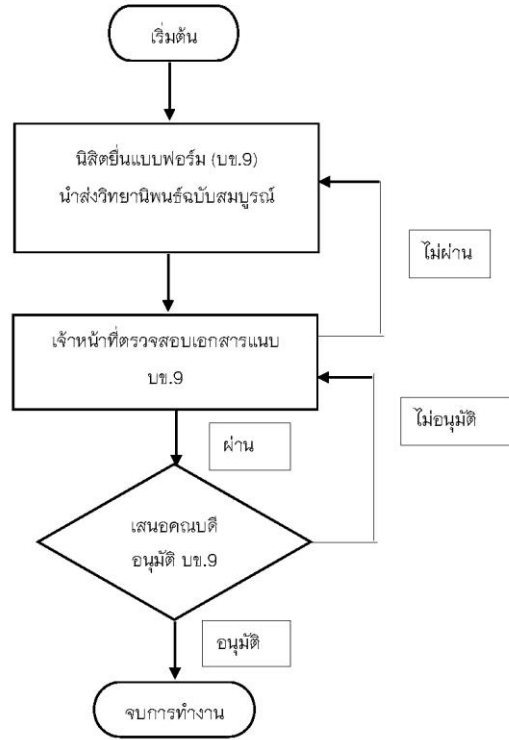 เริ่มต้น
นิสิตยื่นแบบฟอร์ม (บข.9)
นำส่งวิทยานิพนธ์ฉบับสมบูรณ์
ไม่ผ่าน
เจ้าหน้าที่ตรวจสอบเอกสารแนบ
บข.9
ไม่อนุมัติ
ผ่าน
เสนอคณบดี
อนุมัติ บข.9
อนุมัติ
จบการทำงาน